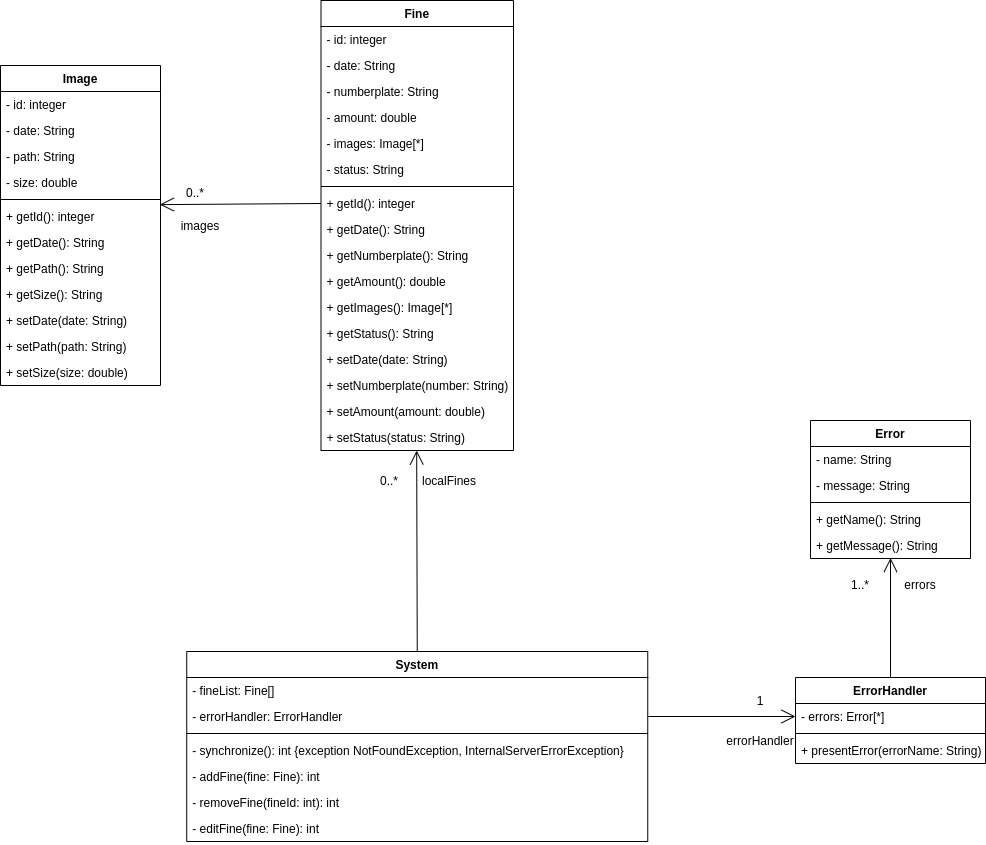 Fine
- id: integer
- date: String
- numberplate: String
- amount: double
- images: Image[*]
- status: String
+ getId(): integer
+ getDate(): String
+ getNumberplate(): String
+ getAmount(): double
+ getImages(): Image[*]
+ getStatus(): String
+ setDate(date: String)
+ setNumberplate(number: String)
+ setAmount(amount: double)
+ setStatus(status: String)
Image
- id: integer
- date: String
- path: String
- size: double
+ getId(): integer
+ getDate(): String
+ getPath(): String
+ getSize(): String
+ setDate(date: String)
+ setPath(path: String)
+ setSize(size: double)
0..*
images
0..*
localFines
Error
- name: String
- message: String
+ getName(): String
+ getMessage(): String
1..*
errors
System
- fineList: Fine[]
- errorHandler: ErrorHandler
- synchronize(): int {exception NotFoundException, InternalServerErrorException}
- addFine(fine: Fine): int
- removeFine(fineId: int): int
- editFine(fine: Fine): int
1
errorHandler
ErrorHandler
- errors: Error[*]
+ presentError(errorName: String)